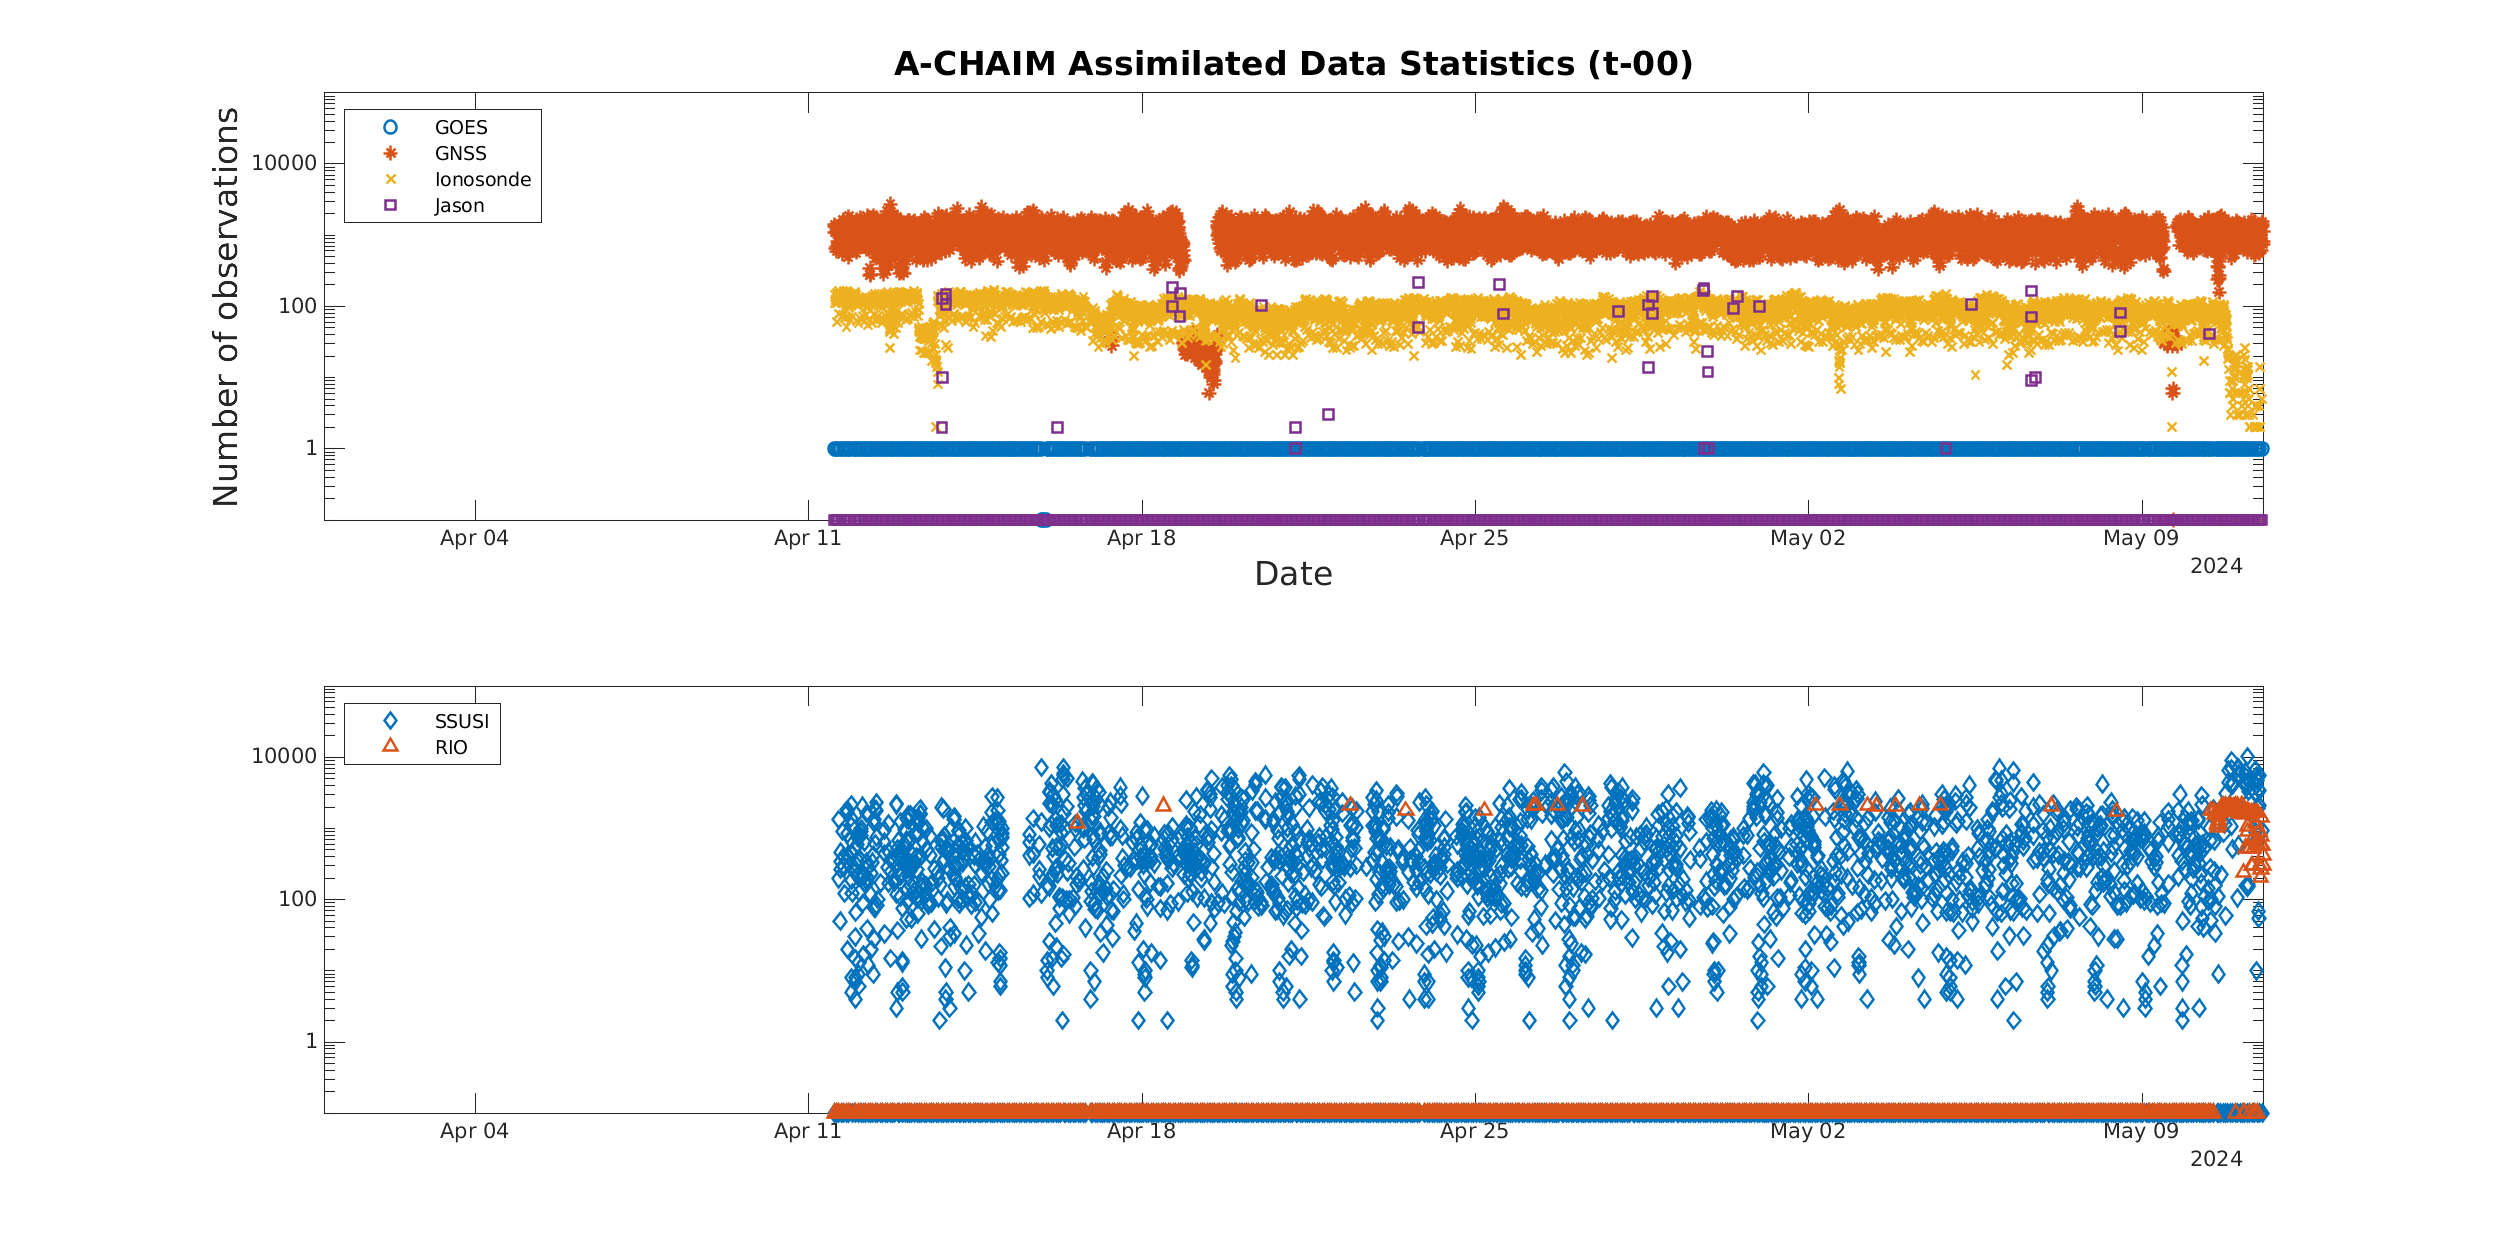 A-CHAIM Assimilated Data Statistics (t-00)
GOES
GNSS
Ionosonde
Jason
Number of observations
10000
100
1
Apr 04 Apr 11 Apr 18 Apr 25 May 02 May 09
2024
Date
SSUSI
RIO
10000
100
1
Apr 04 Apr 11 Apr 18 Apr 25 May 02 May 09
2024